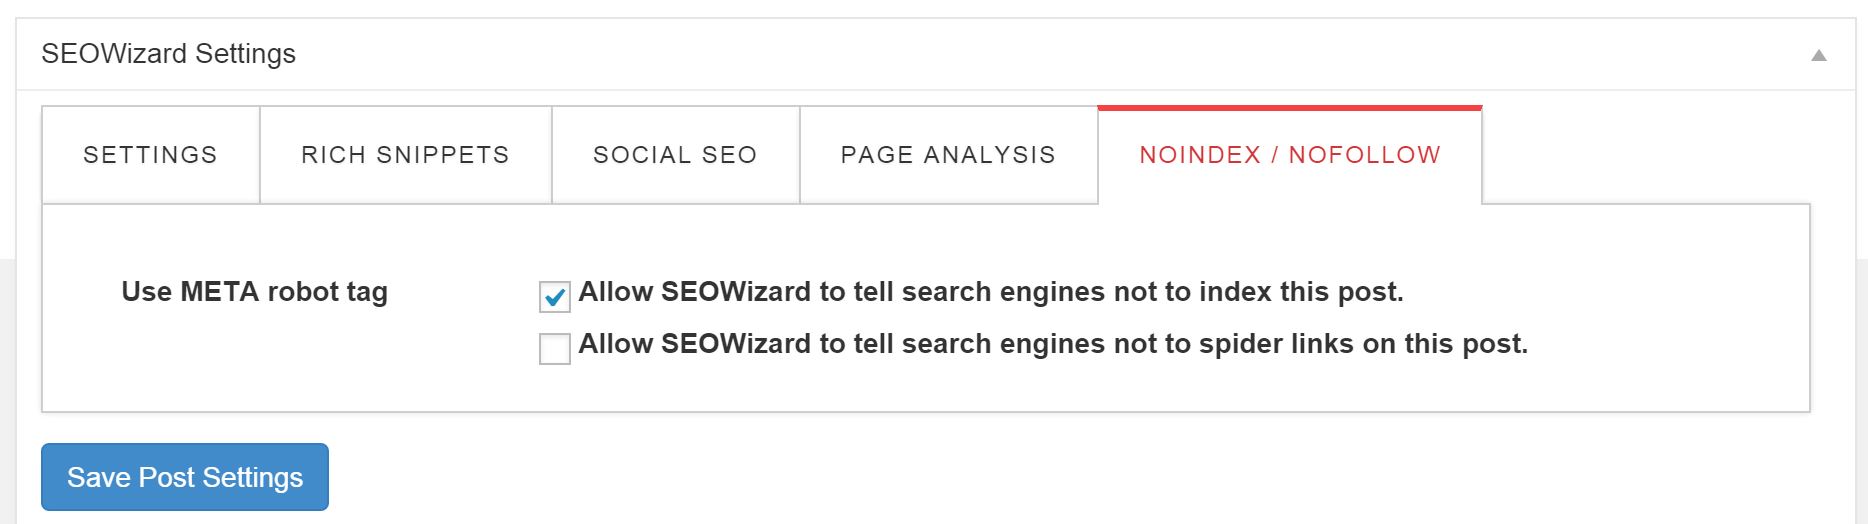 SEOWizard Settings
SETTINGS RICH SNIPPETS SOCIAL SEO PAGE ANALYSIS NOINDEX / NOFOLLOW
Use META robot tag Allow SEOWizard to tell search engines not to index this post.
Allow SEOWizard to tell search engines not to spider links on this post.
Save Post Settings